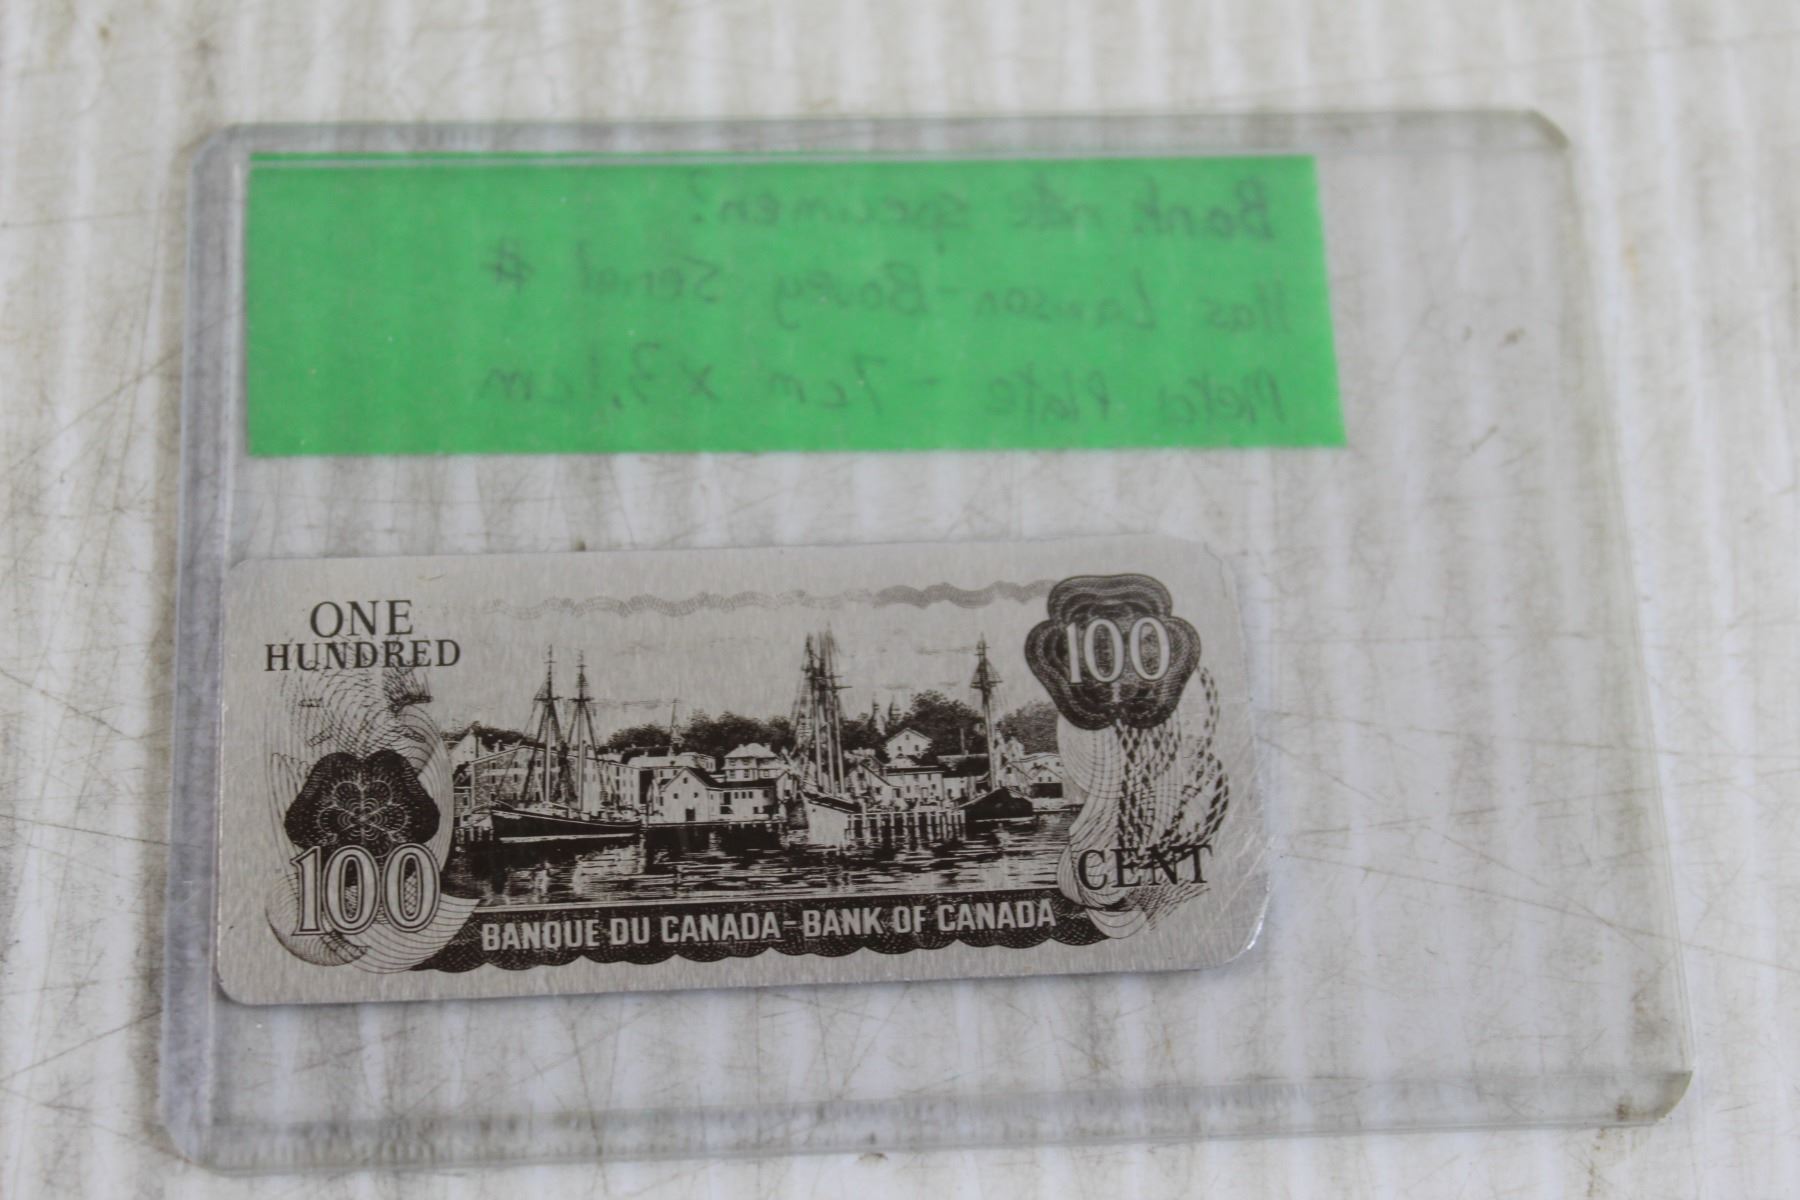 Bank note specimen?
Has Lawson-Bouey Serial #
Metal Plate - 7cm x 3,1cm
ONE
HUNDRED
100
100
CENT
BANQUE DU CANADA-BANK OF CANADA